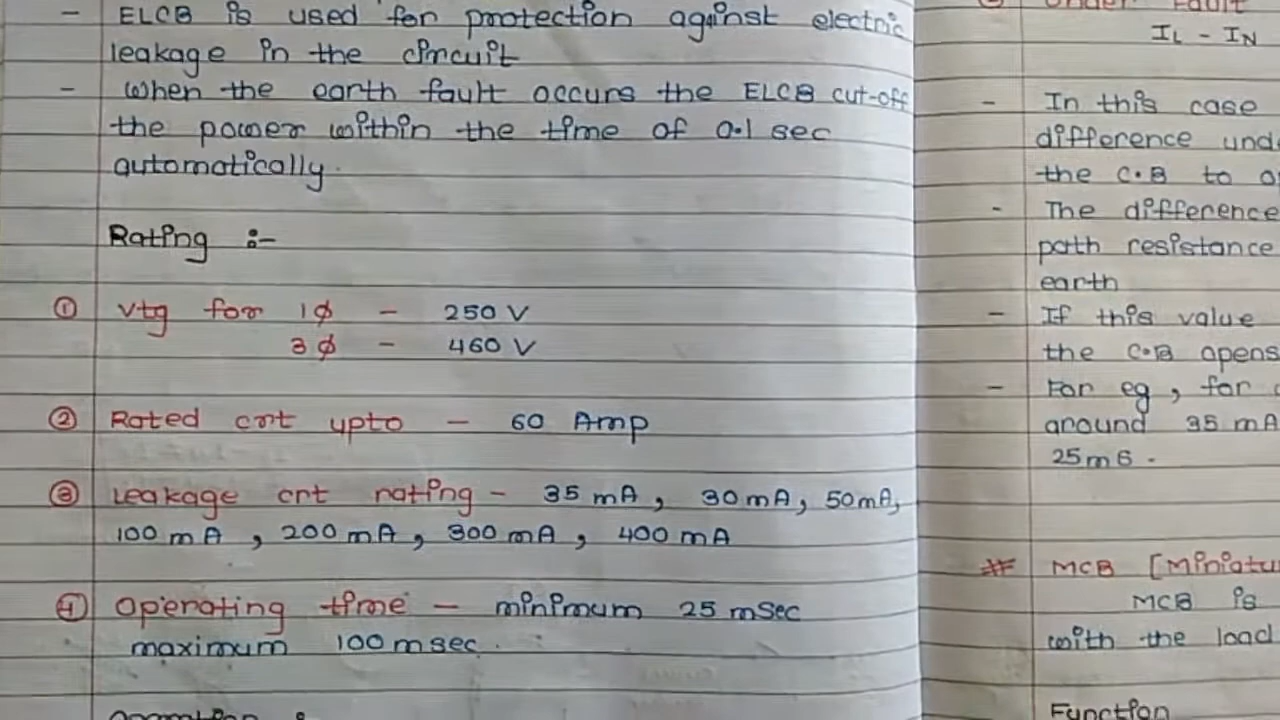 - ELCB is used for protection against electric
leakage in the circuit
- when the earth fault occurs the ELCB cut-off
the power within the time of 0.1 sec
automatically.
Rating :-
① Vtg for 1ϕ - 250 V
3ϕ - 460 V
② Rated crt upto - 60 Amp
③ Leakage crt rating - 35 mA, 30 mA, 50 mA,
100 mA, 200 mA, 300 mA, 400 mA
④ Operating time - minimum 25 msec
maximum 100 msec.
Operation :
Under Fault
IL - IN
- In this case
difference
the C.B to
- The difference
path resistance
earth
- If this value
the C.B opens
- For eg, for
around 35 mA
25 ms.
# MCB
MCB is
with the load
Function